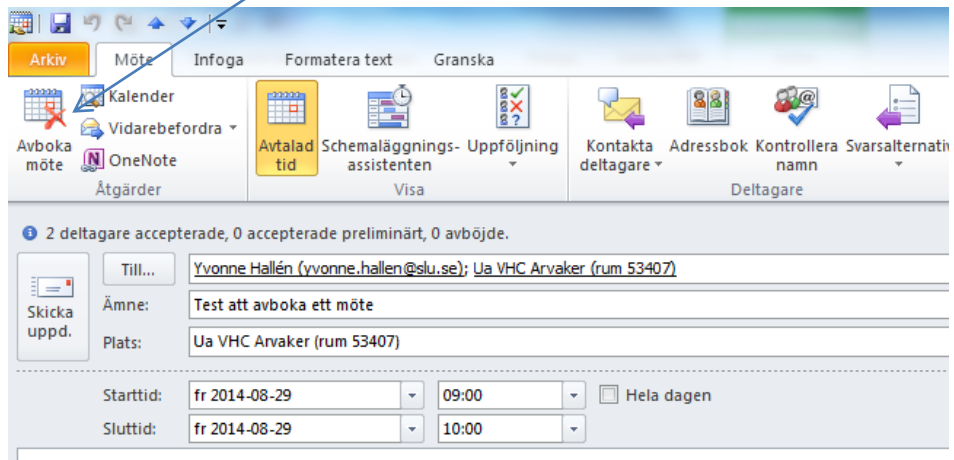 Arkiv Möte Infoga Formatera text Granska
Kalender
Vidarebefordra
OneNote
Avboka möte
Åtgärder
Avtalad tid
Schemaläggnings-assistenten
Uppföljning
Visa
Kontakta deltagare
Adressbok
Kontrollera namn
Svarsalternativ
Deltagare
2 deltagare accepterade, 0 accepterade preliminärt, 0 avböjde.
Skicka uppd.
Till... Yvonne Hallén (yvonne.hallen@slu.se); Ua VHC Arvaker (rum 53407)
Ämne: Test att avboka ett möte
Plats: Ua VHC Arvaker (rum 53407)
Starttid: fr 2014-08-29 09:00 Hela dagen
Sluttid: fr 2014-08-29 10:00